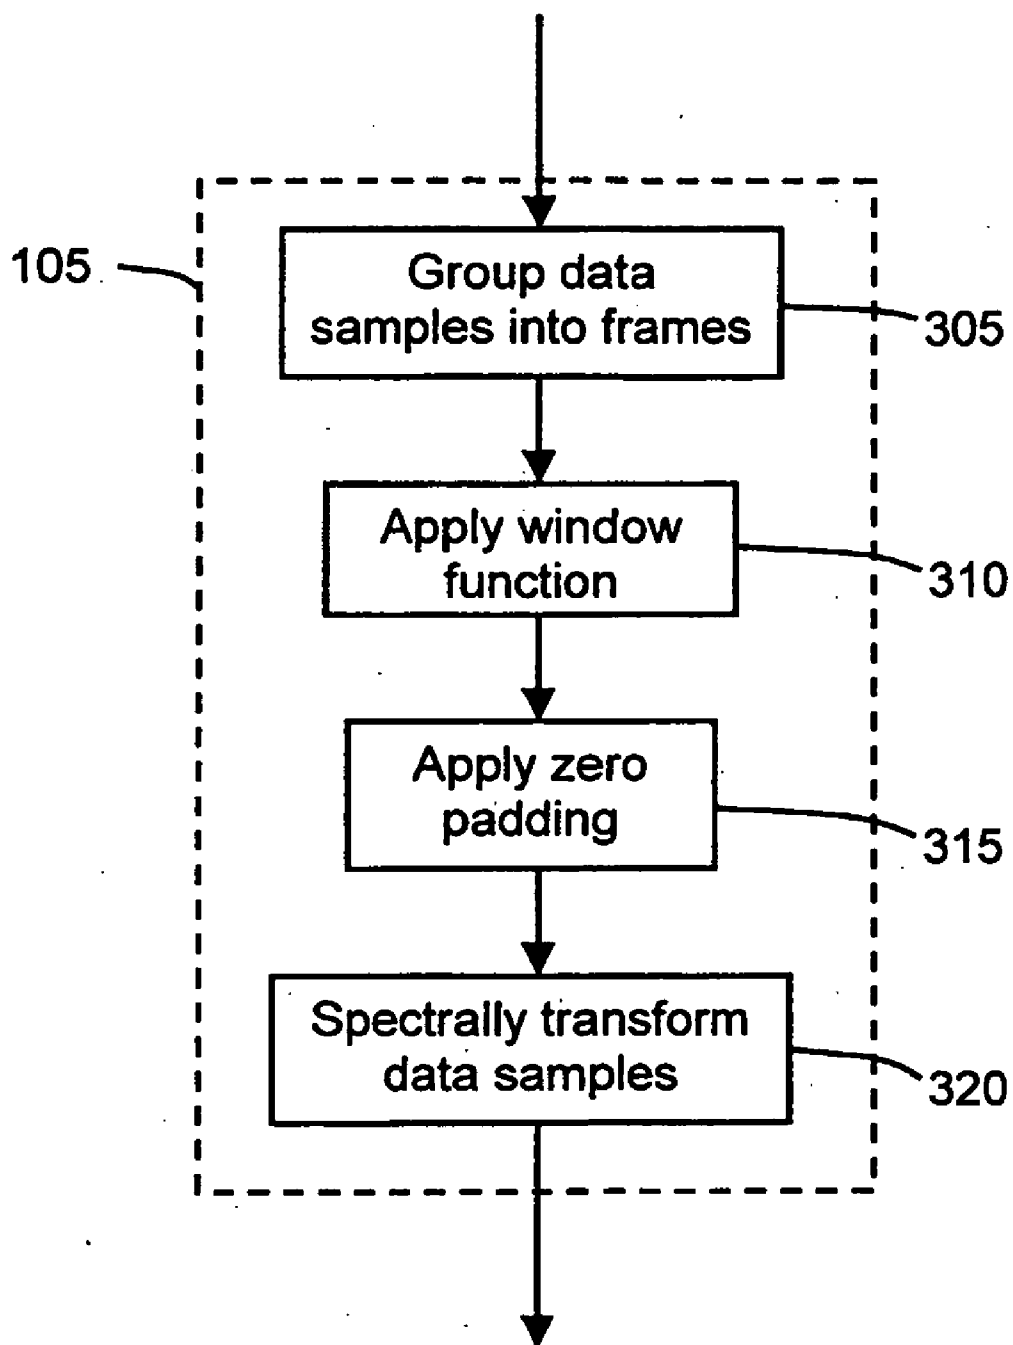 105
Group data
samples into frames
305
Apply window
function
310
Apply zero
padding
315
Spectrally transform
data samples
320